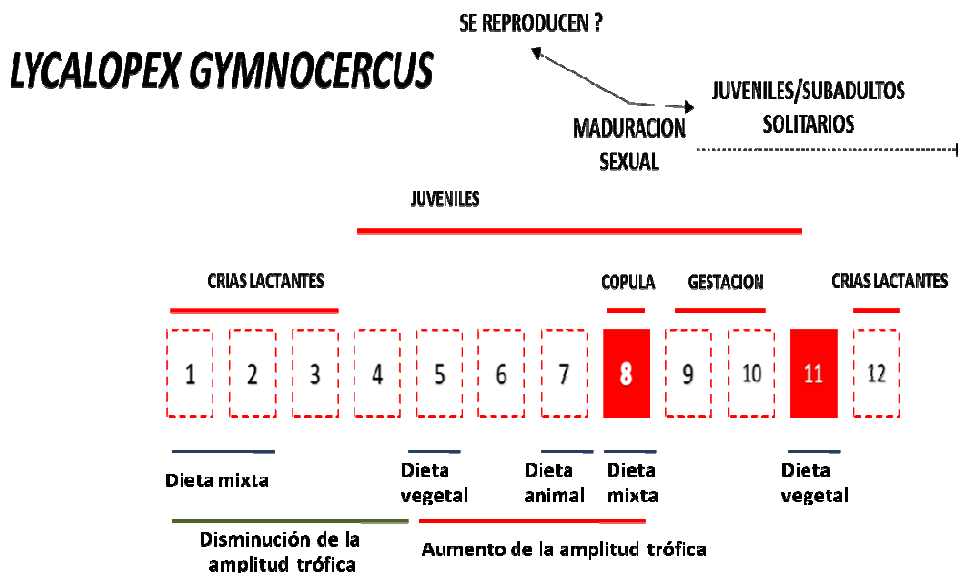 SE REPRODUCEN ?
LYCALOPEX GYMNOCERCUS
JUVENILES/SUBADULTOS
SOLITARIOS
MADURACION
SEXUAL
JUVENILES
CRIAS LACTANTES
COPULA
GESTACION
CRIAS LACTANTES
1 2 3 4 5 6 7 8 9 10 11 12
Dieta mixta
Dieta
vegetal
Dieta
animal
Dieta
mixta
Dieta
vegetal
Disminución de la
amplitud trófica
Aumento de la amplitud trófica